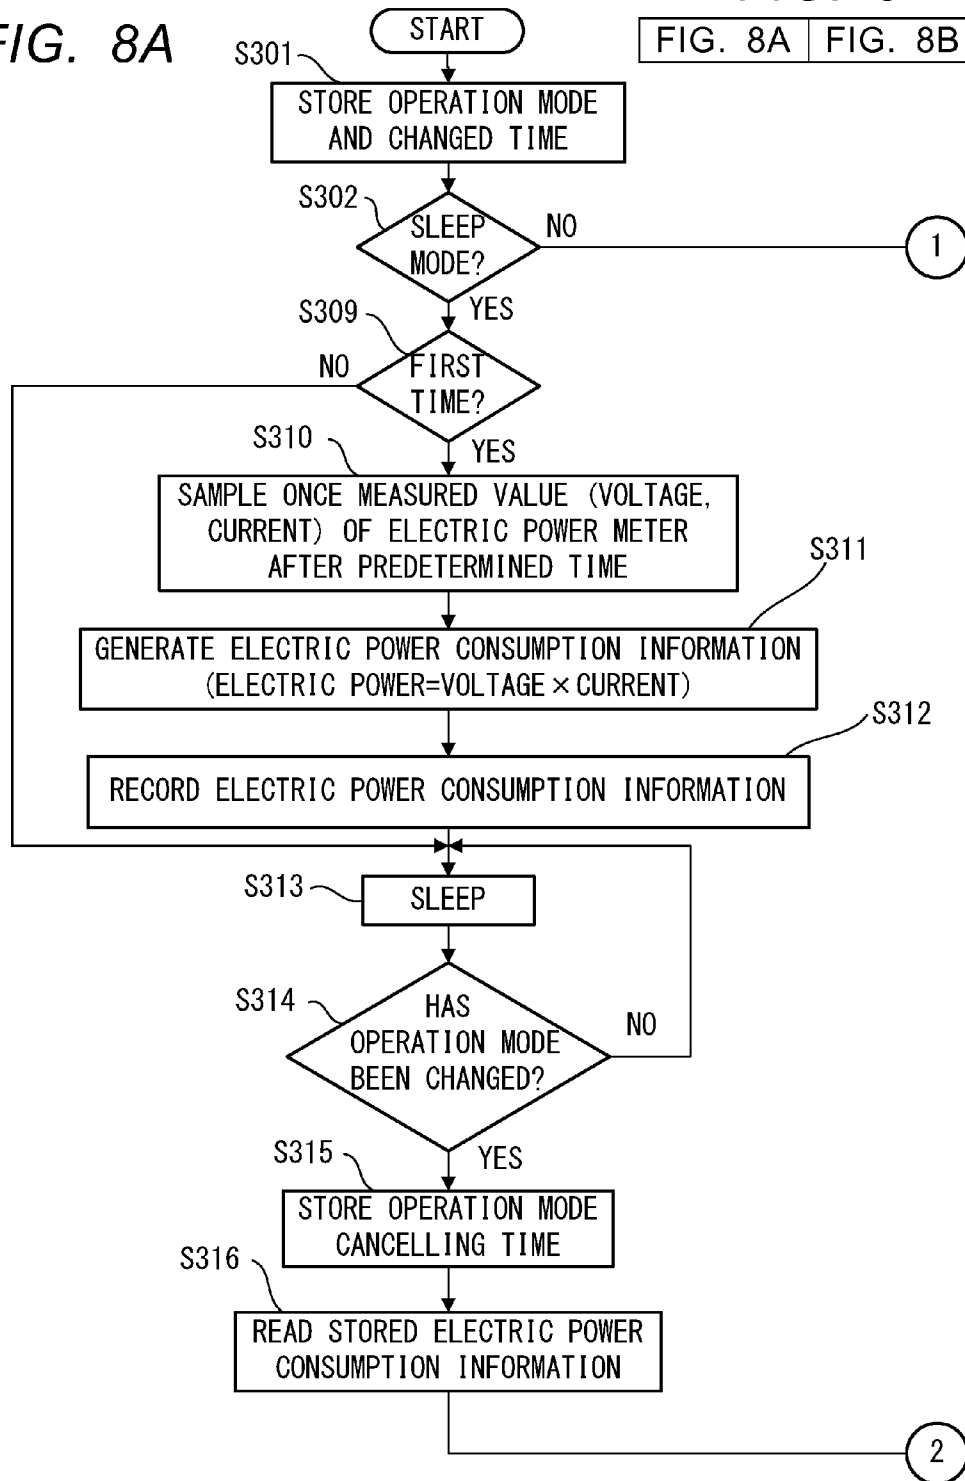 FIG. 8A
FIG. 8A FIG. 8B
START
S301
STORE OPERATION MODE
AND CHANGED TIME
S302
SLEEP
MODE?
NO
1
YES
S309
FIRST
TIME?
NO
YES
S310
SAMPLE ONCE MEASURED VALUE (VOLTAGE,
CURRENT) OF ELECTRIC POWER METER
AFTER PREDETERMINED TIME
S311
GENERATE ELECTRIC POWER CONSUMPTION INFORMATION
(ELECTRIC POWER=VOLTAGE×CURRENT)
S312
RECORD ELECTRIC POWER CONSUMPTION INFORMATION
S313
SLEEP
S314
HAS
OPERATION MODE
BEEN CHANGED?
NO
YES
S315
STORE OPERATION MODE
CANCELLING TIME
S316
READ STORED ELECTRIC POWER
CONSUMPTION INFORMATION
2